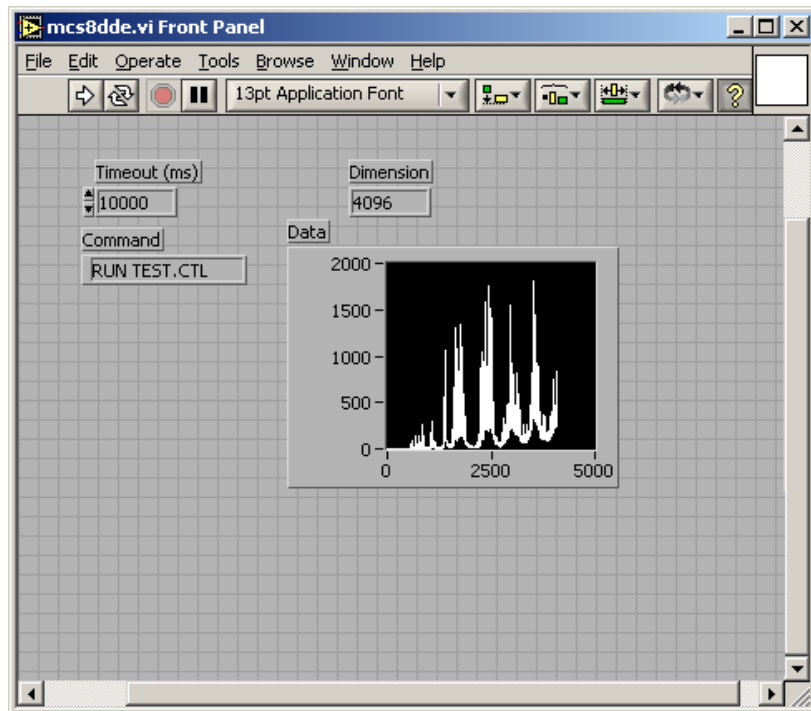 mcs8dde.vi Front Panel
File Edit Operate Tools Browse Window Help
13pt Application Font
?
Timeout (ms)
10000
Dimension
4096
Command
RUN TEST.CTL
Data
2000
1500
1000
500
0
0 2500 5000